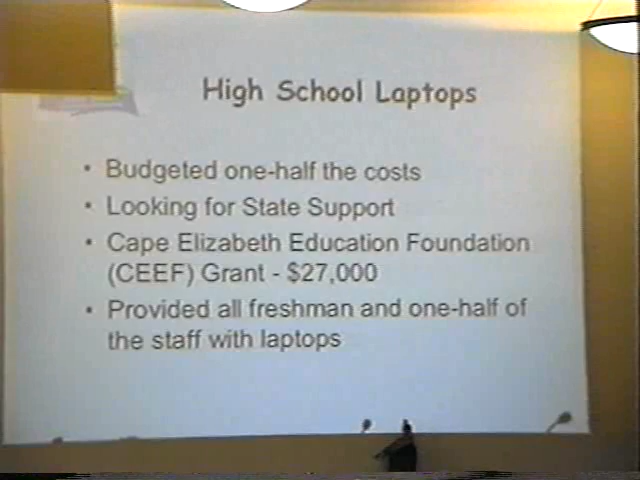 High School Laptops
• Budgeted one-half the costs
• Looking for State Support
• Cape Elizabeth Education Foundation
(CEEF) Grant - $27,000
• Provided all freshman and one-half of
the staff with laptops